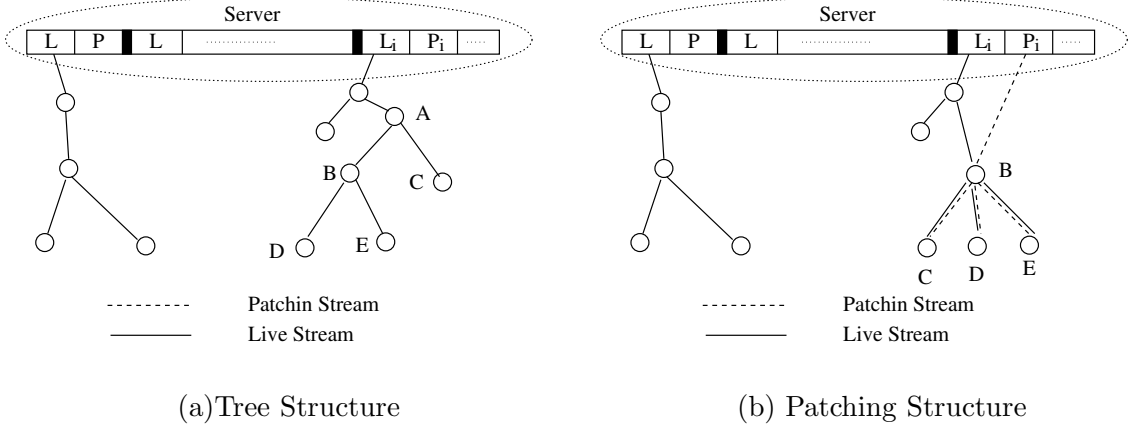 Server
L P L Li Pi
A
B
C
D E
Patchin Stream
Live Stream
(a)Tree Structure
Server
L P L Li Pi
B
C D E
Patchin Stream
Live Stream
(b) Patching Structure